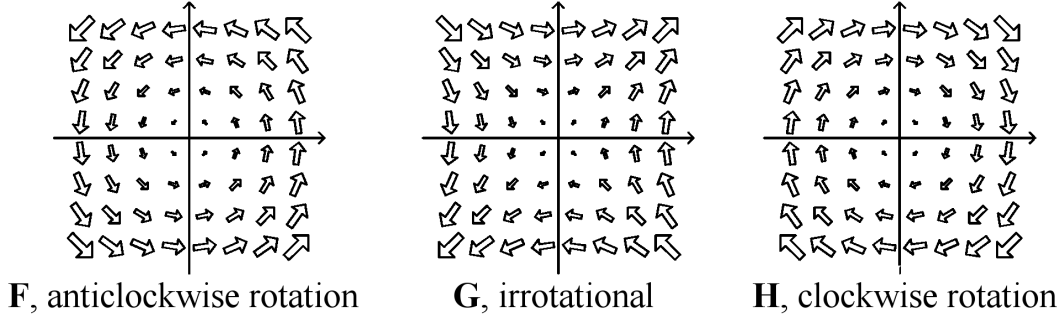 F, anticlockwise rotation
G, irrotational
H, clockwise rotation